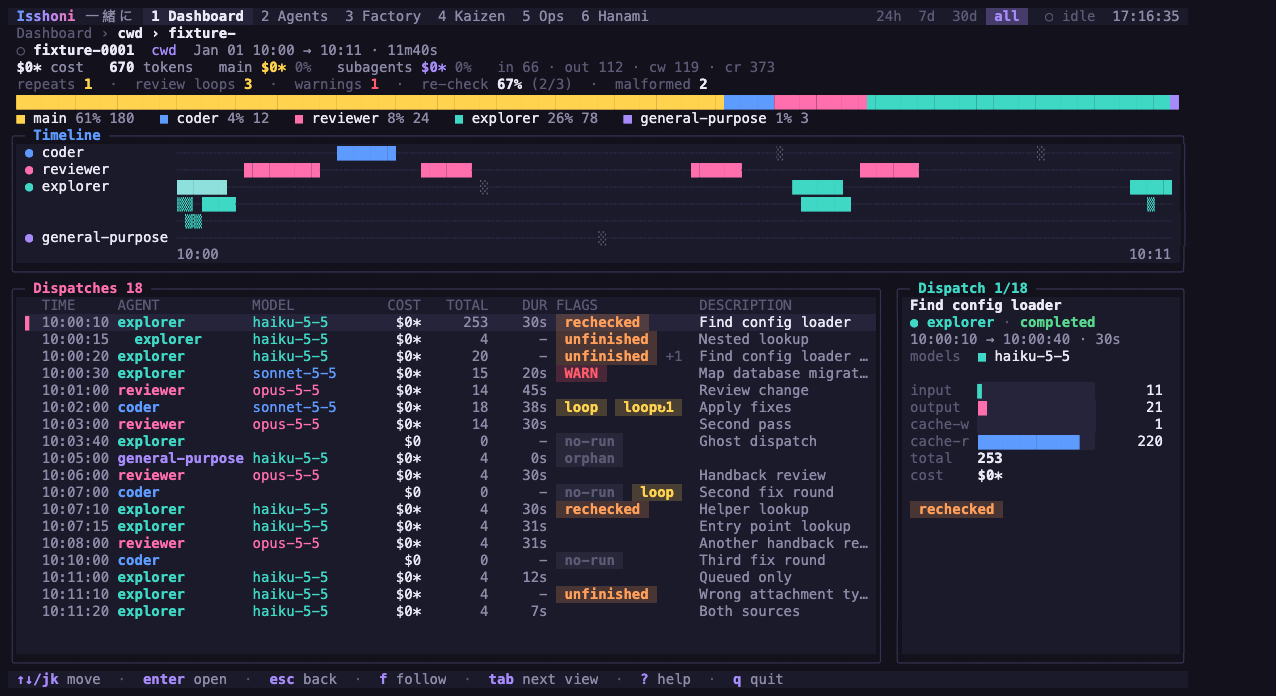 Isshoni 一緒に 1 Dashboard 2 Agents 3 Factory 4 Kaizen 5 Ops 6 Hanami 24h 7d 30d all ○ idle 17:16:35
Dashboard › cwd › fixture-
○ fixture-0001 cwd Jan 01 10:00 → 10:11 · 11m40s
$0* cost 670 tokens main $0* 0% subagents $0* 0% in 66 · out 112 · cw 119 · cr 373
repeats 1 · review loops 3 · warnings 1 · re-check 67% (2/3) · malformed 2
■ main 61% 180 ■ coder 4% 12 ■ reviewer 8% 24 ■ explorer 26% 78 ■ general-purpose 1% 3
Timeline
● coder
● reviewer
● explorer
● general-purpose
10:00 10:11
Dispatches 18
TIME AGENT MODEL COST TOTAL DUR FLAGS DESCRIPTION
10:00:10 explorer haiku-5-5 $0* 253 30s rechecked Find config loader
10:00:15 explorer haiku-5-5 $0* 4 – unfinished Nested lookup
10:00:20 explorer haiku-5-5 $0* 20 – unfinished +1 Find config loader …
10:00:30 explorer sonnet-5-5 $0* 15 20s WARN Map database migrat…
10:01:00 reviewer opus-5-5 $0* 14 45s Review change
10:02:00 coder sonnet-5-5 $0* 18 38s loop loop↻1 Apply fixes
10:03:00 reviewer opus-5-5 $0* 14 30s Second pass
10:03:40 explorer $0 0 – no-run Ghost dispatch
10:05:00 general-purpose haiku-5-5 $0* 4 0s orphan
10:06:00 reviewer opus-5-5 $0* 4 30s Handback review
10:07:00 coder $0 0 – no-run loop Second fix round
10:07:10 explorer haiku-5-5 $0* 4 30s rechecked Helper lookup
10:07:15 explorer haiku-5-5 $0* 4 31s Entry point lookup
10:08:00 reviewer opus-5-5 $0* 4 31s Another handback re…
10:10:00 coder $0 0 – no-run Third fix round
10:11:00 explorer haiku-5-5 $0* 4 12s Queued only
10:11:10 explorer haiku-5-5 $0* 4 – unfinished Wrong attachment ty…
10:11:20 explorer haiku-5-5 $0* 4 7s Both sources
Dispatch 1/18
Find config loader
● explorer · completed
10:00:10 → 10:00:40 · 30s
models ■ haiku-5-5
input 11
output 21
cache-w 1
cache-r 220
total 253
cost $0*
rechecked
↑↓/jk move · enter open · esc back · f follow · tab next view · ? help · q quit